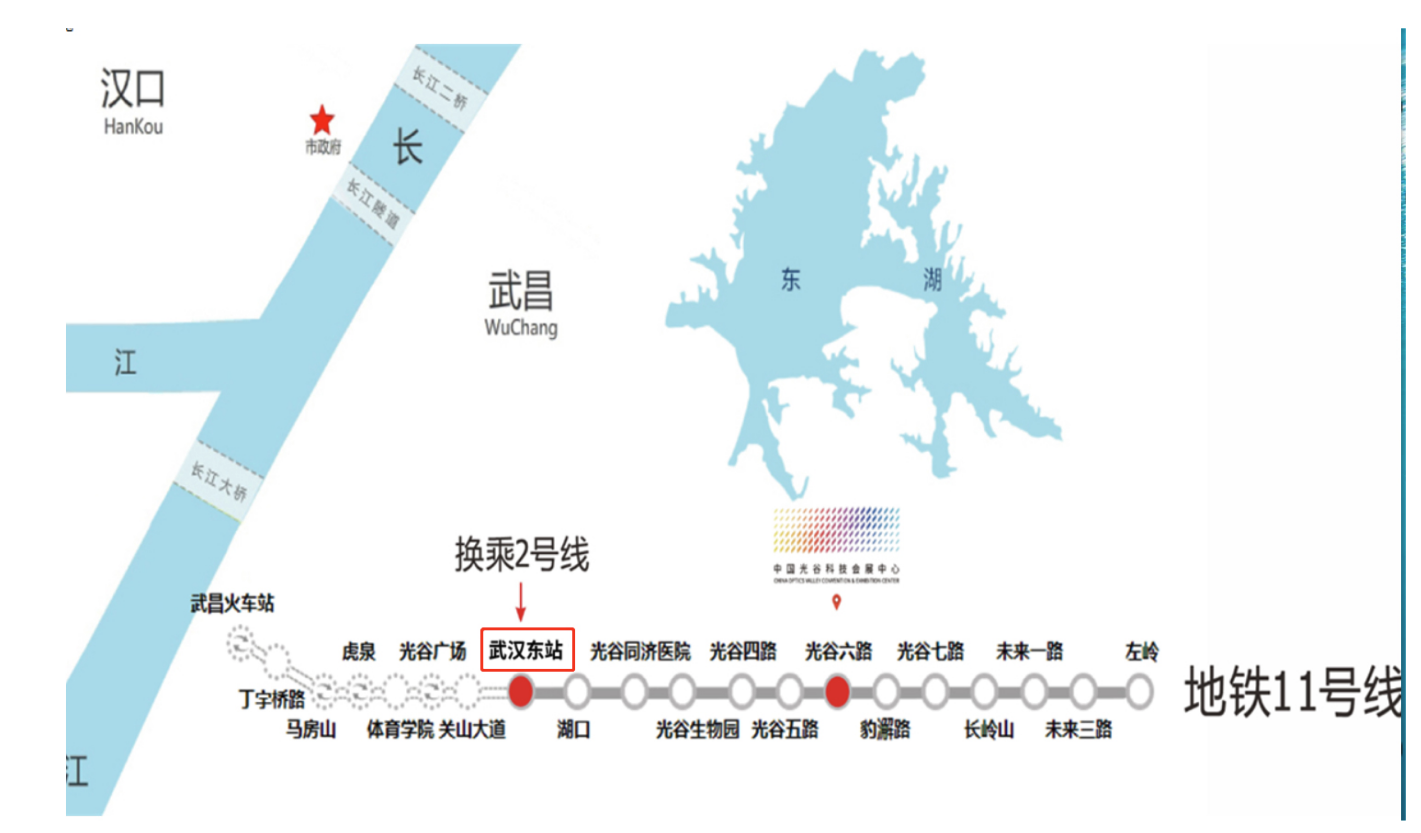 汉口
HanKou
市政府
长江二桥
长
长江隧道
武昌
WuChang
东 湖
江
长江大桥
换乘2号线
中国光谷科技会展中心
CHINA OPTICS VALLEY CONVENTION & EXHIBITION CENTER
武昌火车站
虎泉 光谷广场 武汉东站 光谷同济医院 光谷四路 光谷六路 光谷七路 未来一路 左岭
地铁11号线
丁字桥路
马房山 体育学院 关山大道 湖口 光谷生物园 光谷五路 豹澥路 长岭山 未来三路
江